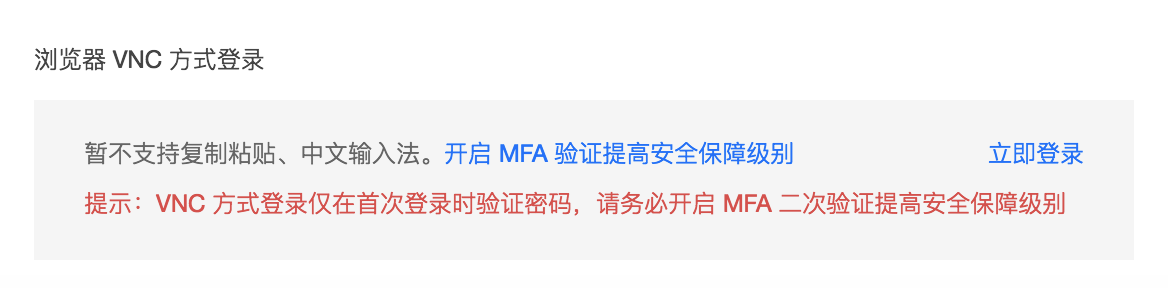 浏览器 VNC 方式登录
暂不支持复制粘贴、中文输入法。开启 MFA 验证提高安全保障级别 立即登录
提示：VNC 方式登录仅在首次登录时验证密码，请务必开启 MFA 二次验证提高安全保障级别